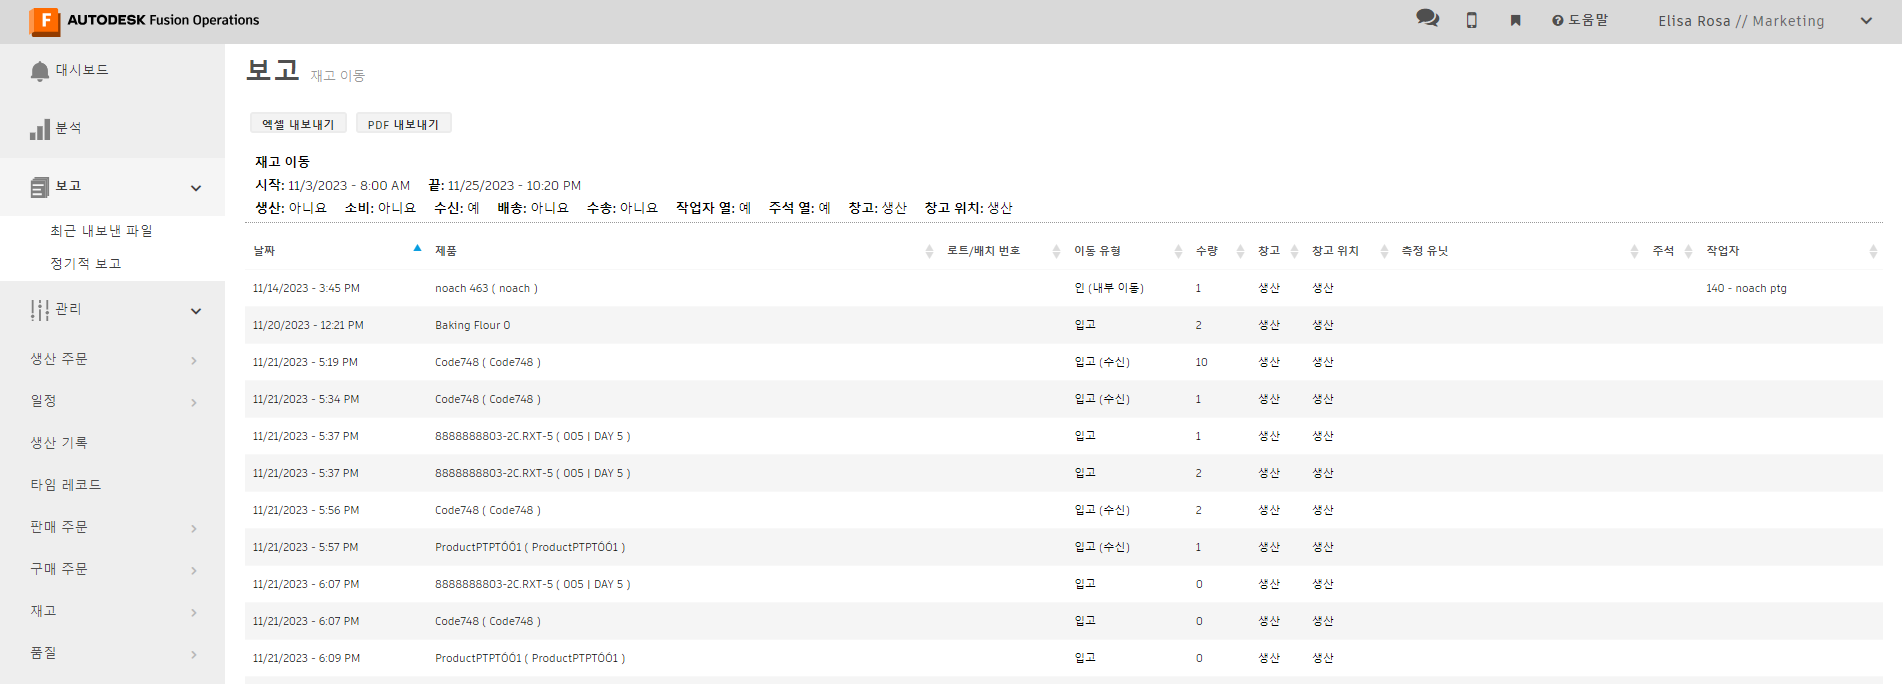 AUTODESK Fusion Operations
도움말
Elisa Rosa // Marketing
대시보드
분석
보고
최근 내보낸 파일
정기적 보고
관리
생산 주문
일정
생산 기록
타임 레코드
판매 주문
구매 주문
재고
품질
보고 재고 이동
엑셀 내보내기 PDF 내보내기
재고 이동
시작: 11/3/2023 - 8:00 AM 끝: 11/25/2023 - 10:20 PM
생산: 아니요 소비: 아니요 수신: 예 배송: 아니요 수송: 아니요 작업자 열: 예 주석 열: 예 창고: 생산 창고 위치: 생산
날짜 제품 로트/배치 번호 이동 유형 수량 창고 창고 위치 측정 유닛 주석 작업자
11/14/2023 - 3:45 PM noach 463 ( noach ) 인 (내부 이동) 1 생산 생산 140 - noach ptg
11/20/2023 - 12:21 PM Baking Flour 0 입고 2 생산 생산
11/21/2023 - 5:19 PM Code748 ( Code748 ) 입고 (수신) 10 생산 생산
11/21/2023 - 5:34 PM Code748 ( Code748 ) 입고 (수신) 1 생산 생산
11/21/2023 - 5:37 PM 8888888803-2C.RXT-5 ( 005 | DAY 5 ) 입고 1 생산 생산
11/21/2023 - 5:37 PM 8888888803-2C.RXT-5 ( 005 | DAY 5 ) 입고 2 생산 생산
11/21/2023 - 5:56 PM Code748 ( Code748 ) 입고 (수신) 2 생산 생산
11/21/2023 - 5:57 PM ProductPTPTÓÔ1 ( ProductPTPTÓÔ1 ) 입고 (수신) 1 생산 생산
11/21/2023 - 6:07 PM 8888888803-2C.RXT-5 ( 005 | DAY 5 ) 입고 0 생산 생산
11/21/2023 - 6:07 PM Code748 ( Code748 ) 입고 0 생산 생산
11/21/2023 - 6:09 PM ProductPTPTÓÔ1 ( ProductPTPTÓÔ1 ) 입고 0 생산 생산